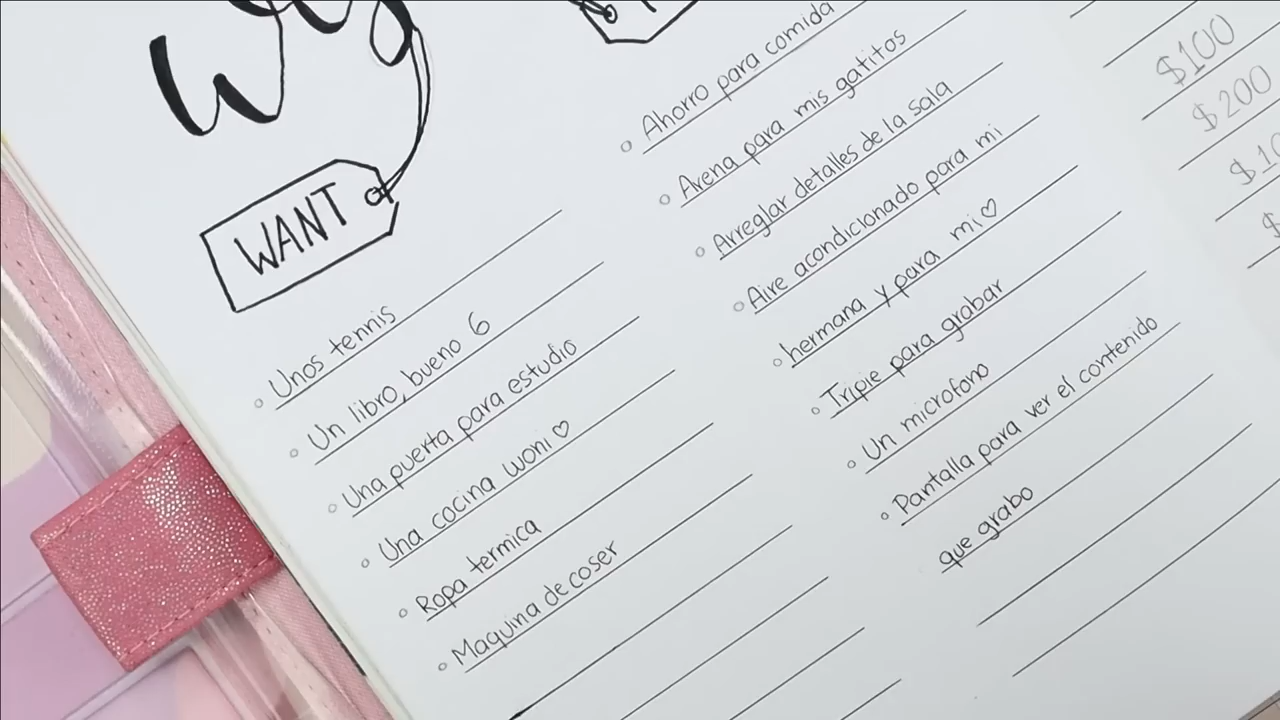 WANT
Unos tennis
Un libro, bueno 6
Una puerta para estudio
Una cocina woni♡
Ropa termica
Maquina de coser
Ahorro para comida
Arena para mis gatitos
Arreglar detalles de la sala
Aire acondicionado para mi
hermana y para mi♡
Tripie para grabar
Un microfono
Pantalla para ver el contenido
que grabo
$100
$200